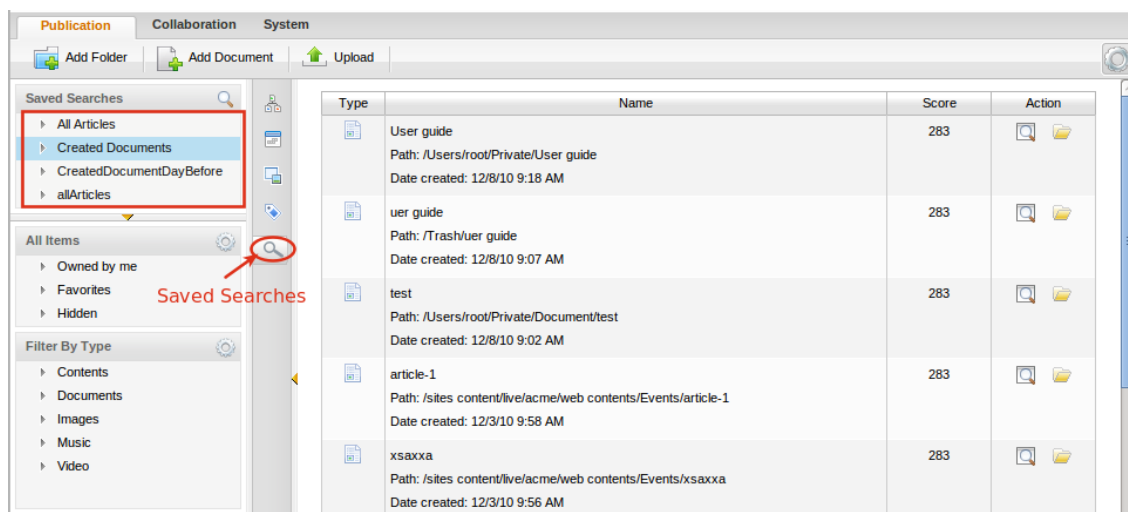 Publication Collaboration System
Add Folder Add Document Upload
Saved Searches
All Articles
Created Documents
CreatedDocumentDayBefore
allArticles
All Items
Owned by me
Favorites
Hidden
Filter By Type
Contents
Documents
Images
Music
Video
Saved Searches
Type Name Score Action
User guide 283
Path: /Users/root/Private/User guide
Date created: 12/8/10 9:18 AM
uer guide 283
Path: /Trash/uer guide
Date created: 12/8/10 9:07 AM
test 283
Path: /Users/root/Private/Document/test
Date created: 12/8/10 9:02 AM
article-1 283
Path: /sites content/live/acme/web contents/Events/article-1
Date created: 12/3/10 9:58 AM
xsaxxa 283
Path: /sites content/live/acme/web contents/Events/xsaxxa
Date created: 12/3/10 9:56 AM